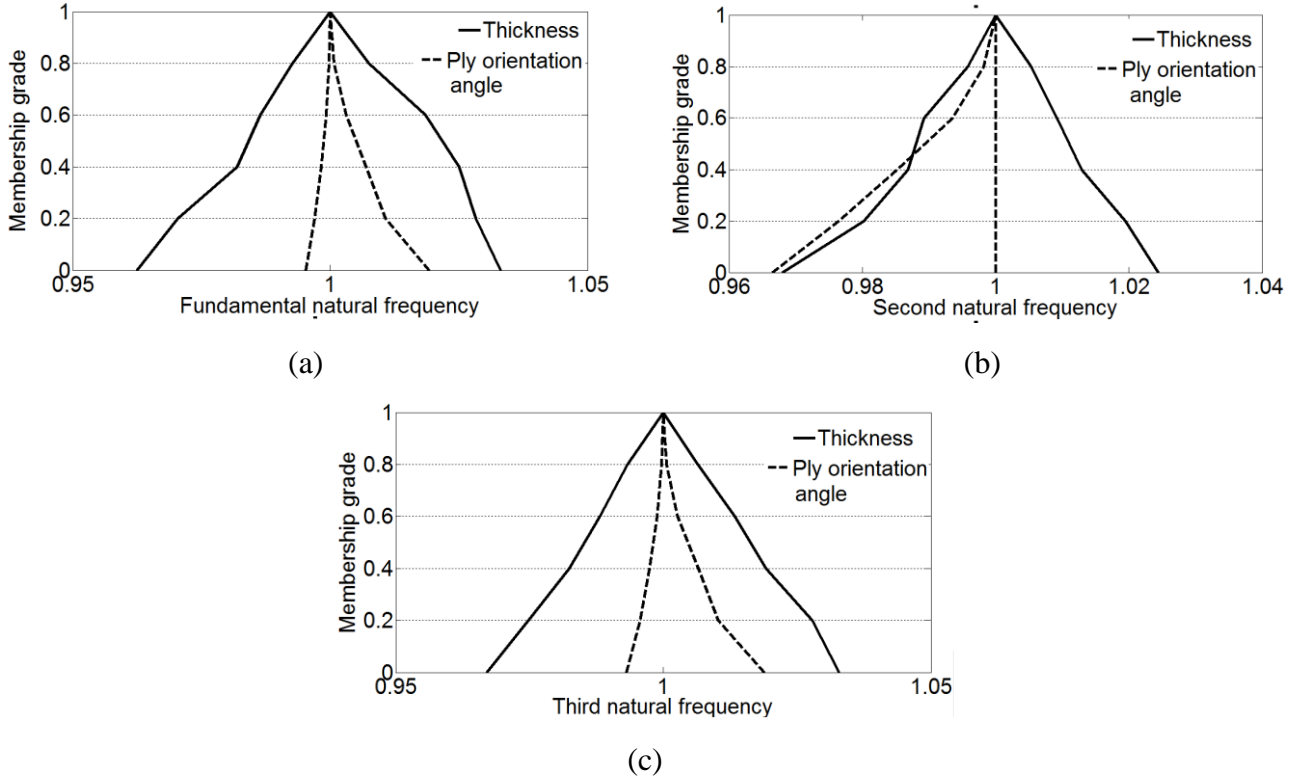 1
0.8
0.6
0.4
0.2
0
Membership grade
Thickness
Ply orientation
angle
0.95
1
1.05
Fundamental natural frequency
(a)
1
0.8
0.6
0.4
0.2
0
Membership grade
Thickness
Ply orientation
angle
0.96
0.98
1
1.02
1.04
Second natural frequency
(b)
1
0.8
0.6
0.4
0.2
0
Membership grade
Thickness
Ply orientation
angle
0.95
1
1.05
Third natural frequency
(c)